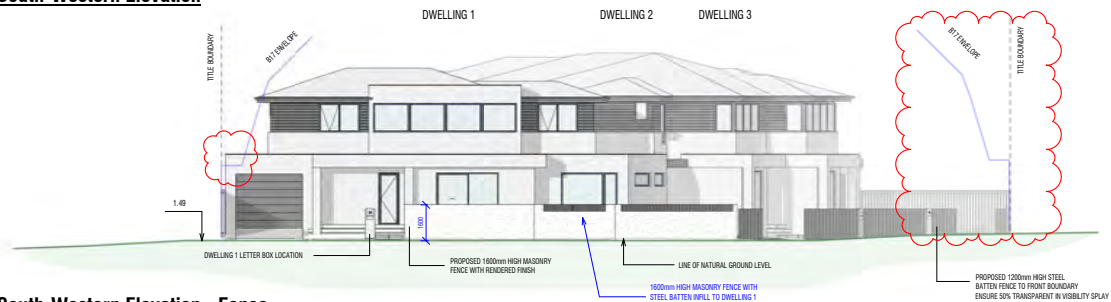 South-Western Elevation
DWELLING 1
DWELLING 2
DWELLING 3
TITLE BOUNDARY
B17 ENVELOPE
B17 ENVELOPE
TITLE BOUNDARY
1.49
1600
DWELLING 1 LETTER BOX LOCATION
PROPOSED 1600mm HIGH MASONRY
FENCE WITH RENDERED FINISH
LINE OF NATURAL GROUND LEVEL
1600mm HIGH MASONRY FENCE WITH
STEEL BATTEN INFILL TO DWELLING 1
PROPOSED 1200mm HIGH STEEL
BATTEN FENCE TO FRONT BOUNDARY
ENSURE 50% TRANSPARENT IN VISIBILITY SPLAY
South-Western Elevation - Fence